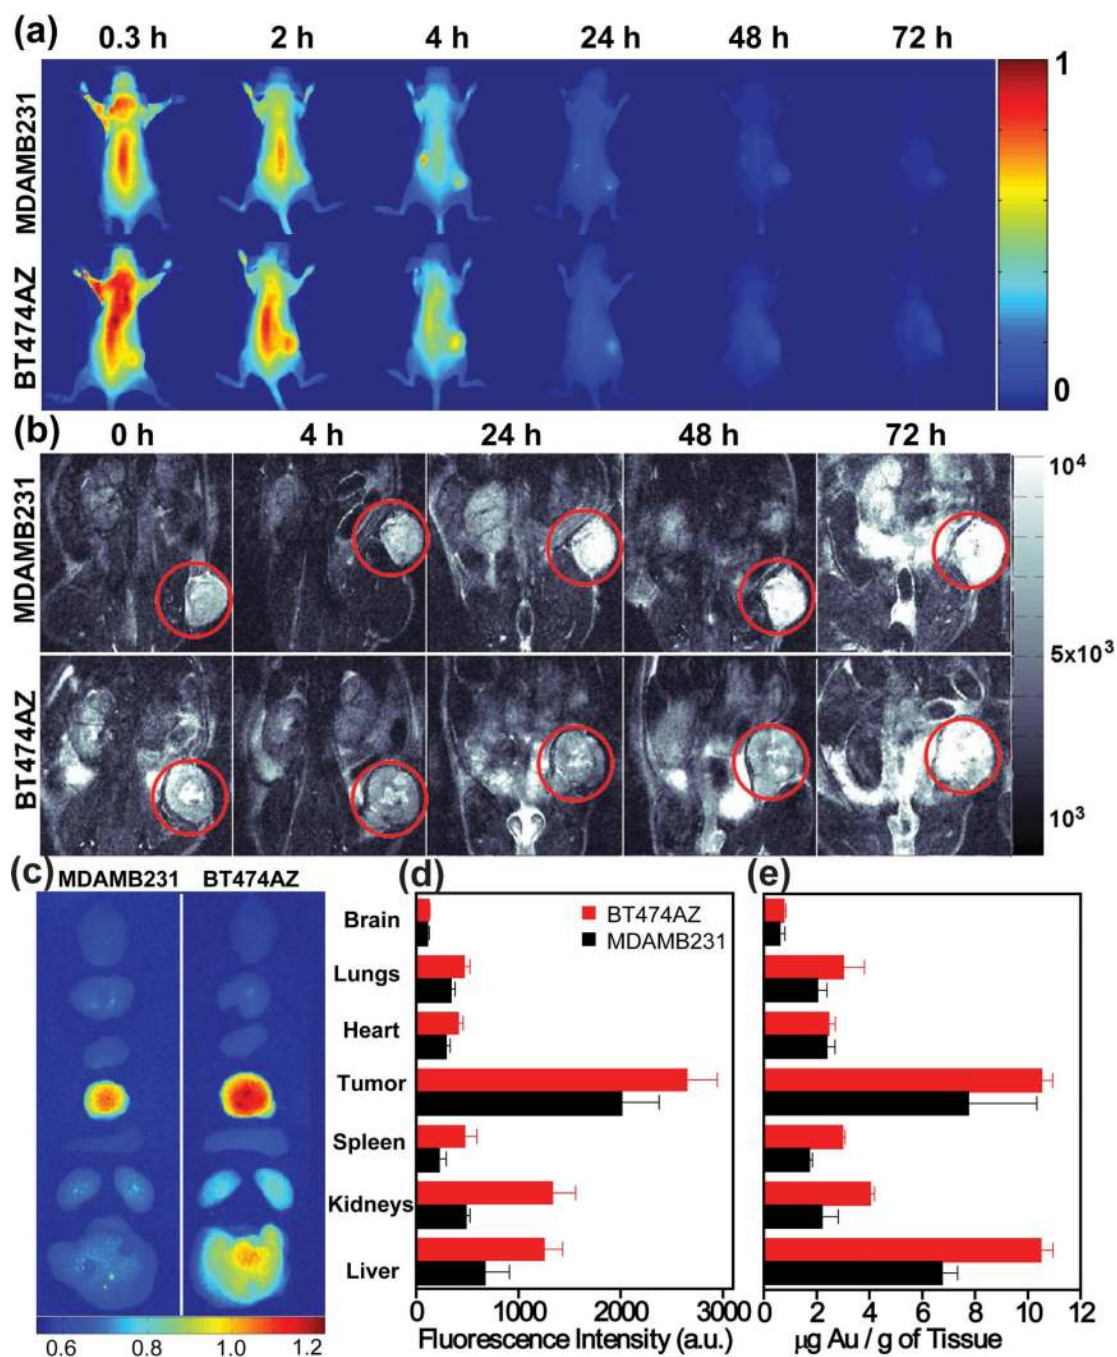 (a)
0.3 h 2 h 4 h 24 h 48 h 72 h
MDAMB231
BT474AZ
1
0
(b)
0 h 4 h 24 h 48 h 72 h
MDAMB231
BT474AZ
10⁴
5x10³
10³
(c) (d) (e)
MDAMB231 BT474AZ
BT474AZ
MDAMB231
Brain
Lungs
Heart
Tumor
Spleen
Kidneys
Liver
0.6 0.8 1.0 1.2
0 1000 2000 3000
Fluorescence Intensity (a.u.)
0 2 4 6 8 10 12
μg Au / g of Tissue